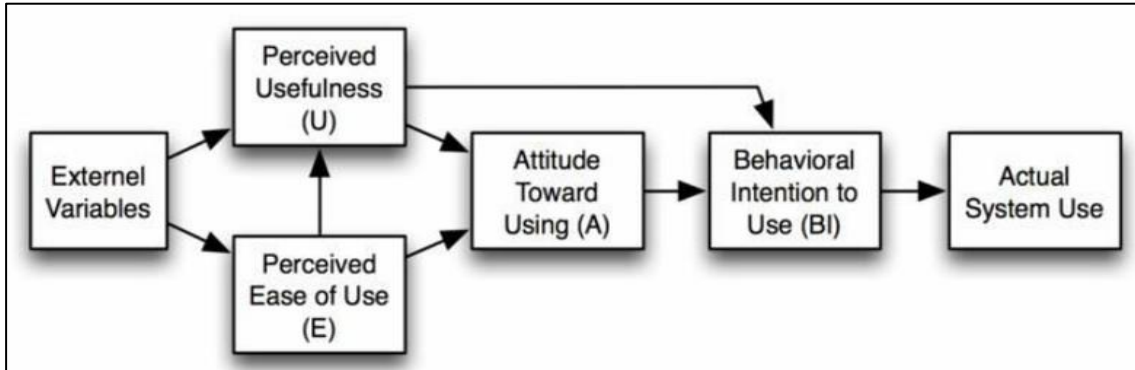 Perceived
Usefulness
(U)
Externel
Variables
Perceived
Ease of Use
(E)
Attitude
Toward
Using (A)
Behavioral
Intention to
Use (BI)
Actual
System Use